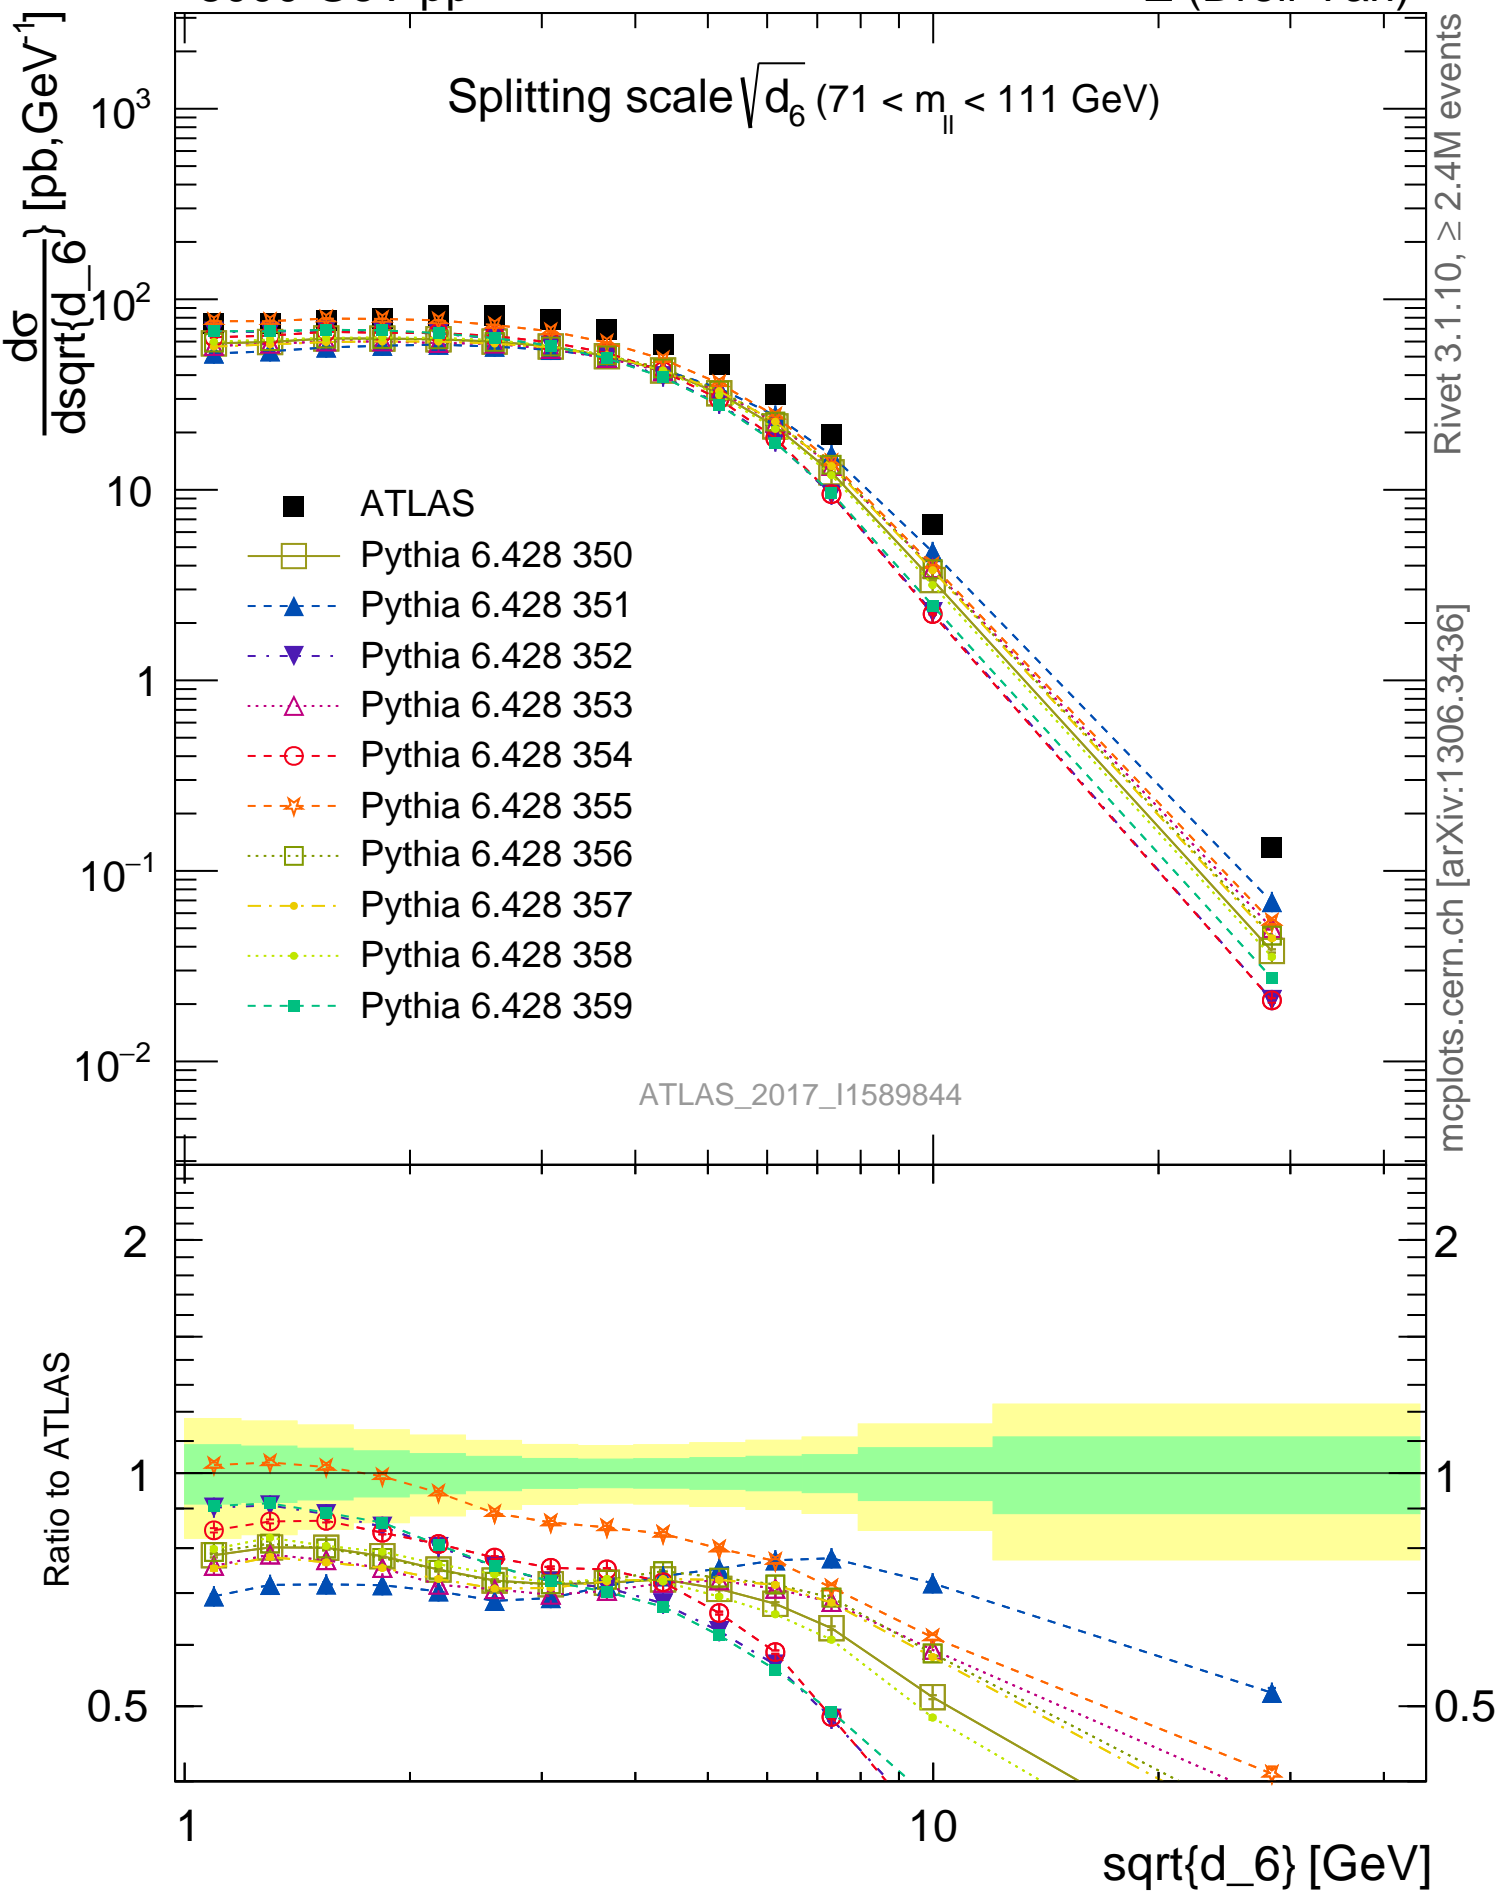 Splitting scale √d6 (71 < mll < 111 GeV)
dσ
dsqrt{d_6} [pb,GeV-1]
10^3
10^2
10
1
10^−1
10^−2
ATLAS
Pythia 6.428 350
Pythia 6.428 351
Pythia 6.428 352
Pythia 6.428 353
Pythia 6.428 354
Pythia 6.428 355
Pythia 6.428 356
Pythia 6.428 357
Pythia 6.428 358
Pythia 6.428 359
ATLAS_2017_I1589844
Rivet 3.1.10, ≥ 2.4M events
mcplots.cern.ch [arXiv:1306.3436]
Ratio to ATLAS
2
1
0.5
2
1
0.5
1
10
sqrt{d_6} [GeV]